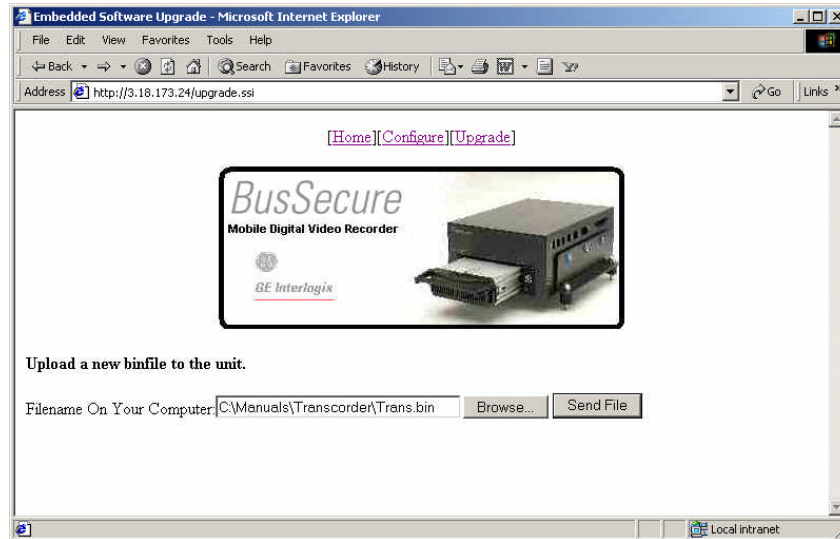 Embedded Software Upgrade - Microsoft Internet Explorer
File Edit View Favorites Tools Help
Back Search Favorites History
Address http://3.18.173.24/upgrade.ssi Go Links »
[Home][Configure][Upgrade]
BusSecure
Mobile Digital Video Recorder
GE Interlogix
Upload a new binfile to the unit.
Filename On Your Computer: C:\Manuals\Transcorder\Trans.bin Browse... Send File
Local intranet